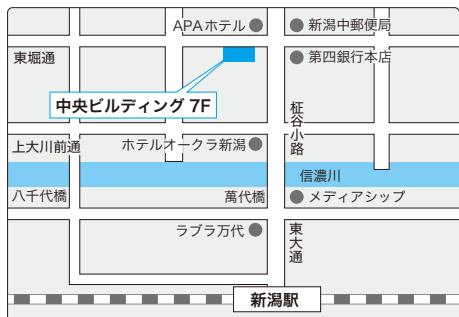 APAホテル
新潟中郵便局
東堀通
第四銀行本店
中央ビルディング 7F
柾谷小路
上大川前通
ホテルオークラ新潟
信濃川
八千代橋
萬代橋
メディアシップ
ラブラ万代
東大通
新潟駅